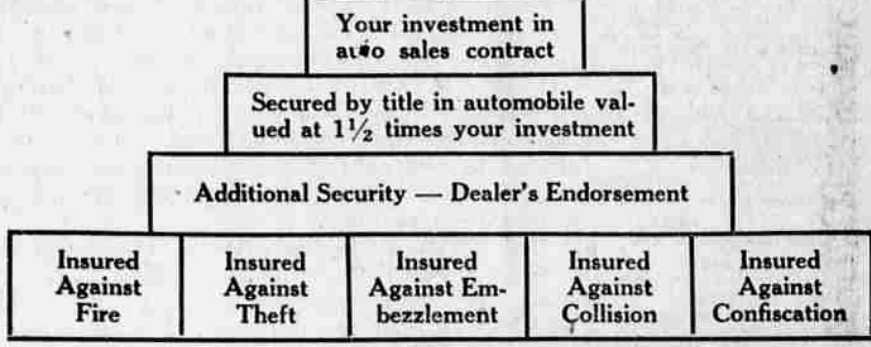 Your investment in
auto sales contract
Secured by title in automobile val-
ued at 1½ times your investment
Additional Security — Dealer's Endorsement
Insured
Against
Fire
Insured
Against
Theft
Insured
Against Em-
bezzlement
Insured
Against
Collision
Insured
Against
Confiscation